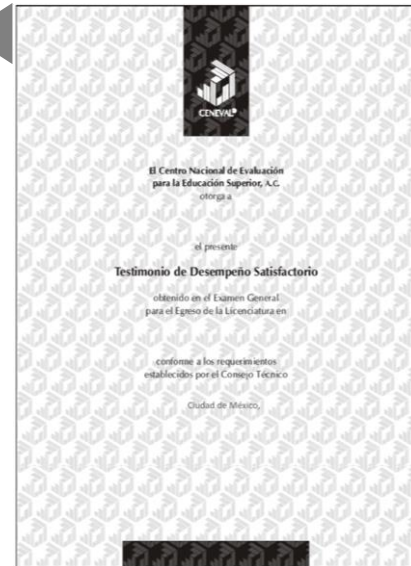 CENEVAL®
El Centro Nacional de Evaluación
para la Educación Superior, A.C.
otorga a
el presente
Testimonio de Desempeño Satisfactorio
obtenido en el Examen General
para el Egreso de la Licenciatura en
conforme a los requerimientos
establecidos por el Consejo Técnico
Ciudad de México,